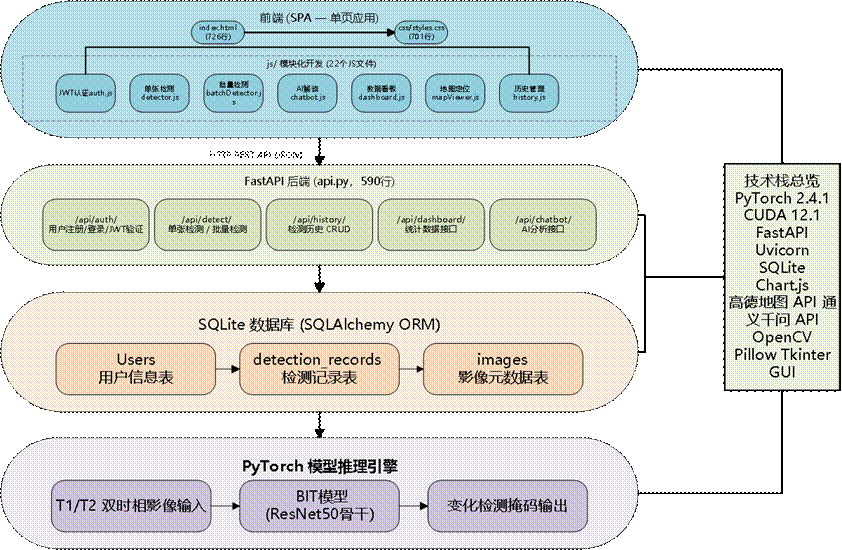 前端 (SPA — 单页应用)
index.html
(726行)
css/styles.css
(701行)
js/ 模块化开发 (22个JS文件)
JWT认证auth.js
单张检测
detector.js
批量检测
batchDetector.j
s
AI解读
chatbot.js
数据看板
dashboard.js
地图定位
mapViewer.js
历史管理
history.js
HTTP REST API (JSON)
FastAPI 后端 (api.py，590行)
/api/auth/
用户注册/登录/JWT验证
/api/detect/
单张检测 / 批量检测
/api/history/
检测历史 CRUD
/api/dashboard/
统计数据接口
/api/chatbot/
AI分析接口
SQLite 数据库 (SQLAlchemy ORM)
Users
用户信息表
detection_records
检测记录表
images
影像元数据表
PyTorch 模型推理引擎
T1/T2 双时相影像输入
BIT模型
(ResNet50骨干)
变化检测掩码输出
技术栈总览
PyTorch 2.4.1
CUDA 12.1
FastAPI
Uvicorn
SQLite
Chart.js
高德地图 API 通
义千问 API
OpenCV
Pillow Tkinter
GUI